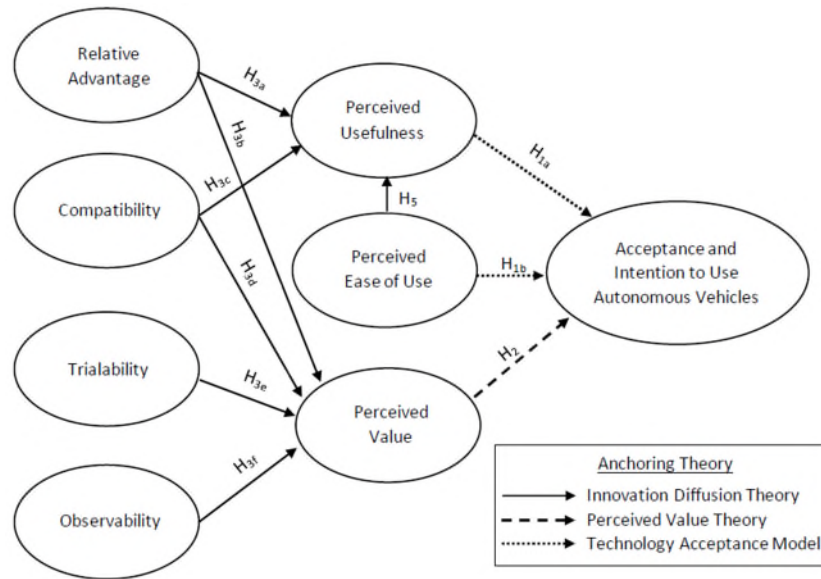 Relative
Advantage
H3a
H3b
Perceived
Usefulness
H1a
Compatibility
H3c
H3d
H5
Perceived
Ease of Use
H1b
Acceptance and
Intention to Use
Autonomous Vehicles
Trialability
H3e
H2
Perceived
Value
Observability
H3f
Anchoring Theory
Innovation Diffusion Theory
Perceived Value Theory
Technology Acceptance Model